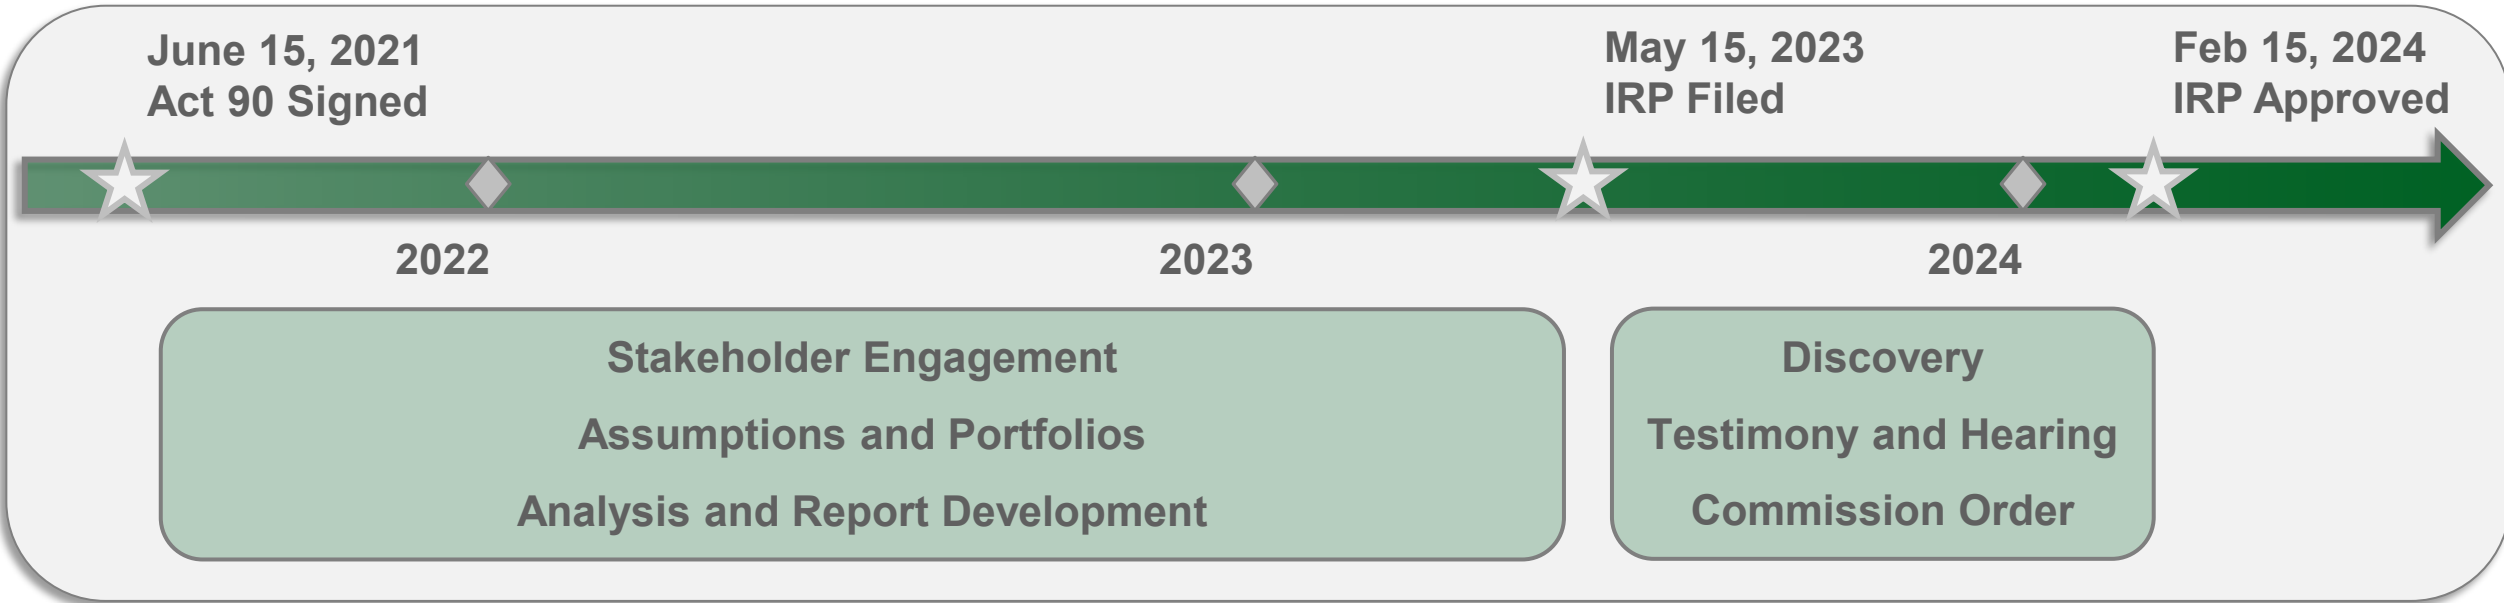 June 15, 2021
Act 90 Signed
May 15, 2023
IRP Filed
Feb 15, 2024
IRP Approved
2022
2023
2024
Stakeholder Engagement
Assumptions and Portfolios
Analysis and Report Development
Discovery
Testimony and Hearing
Commission Order